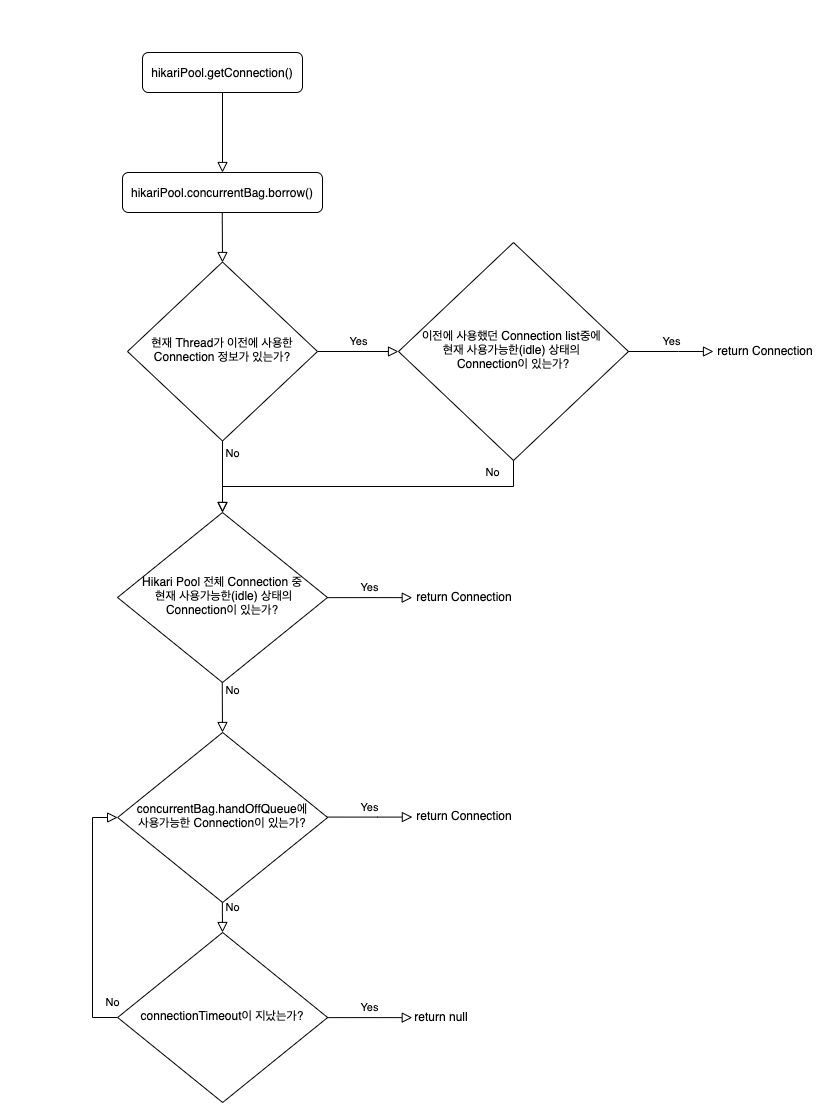 hikariPool.getConnection()
hikariPool.concurrentBag.borrow()
현재 Thread가 이전에 사용한
Connection 정보가 있는가?
Yes
이전에 사용했던 Connection list중에
현재 사용가능한(idle) 상태의
Connection이 있는가?
Yes
return Connection
No
No
Hikari Pool 전체 Connection 중
현재 사용가능한(idle) 상태의
Connection이 있는가?
Yes
return Connection
No
concurrentBag.handOffQueue에
사용가능한 Connection이 있는가?
Yes
return Connection
No
connectionTimeout이 지났는가?
No
Yes
return null